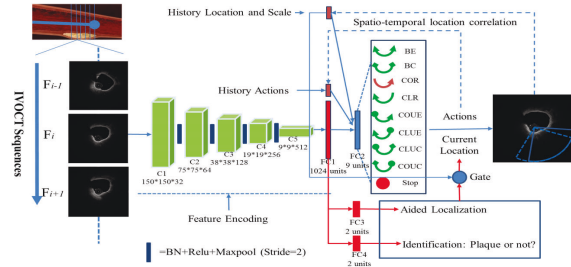 History Location and Scale
Spatio-temporal location correlation
IVOCT Sequences
F i-1
F i
F i+1
History Actions
BE
BC
COR
CLR
COUE
CLUE
CLUC
COUC
Stop
Actions
Current
Location
Gate
C1
150*150*32
C2
75*75*64
C3
38*38*128
C4
19*19*256
C-5
9*9*512
FC1
1024 units
FC2
9 units
Feature Encoding
FC3
2 units
Aided Localization
FC4
2 units
Identification: Plaque or not?
=BN+Relu+Maxpool (Stride=2)